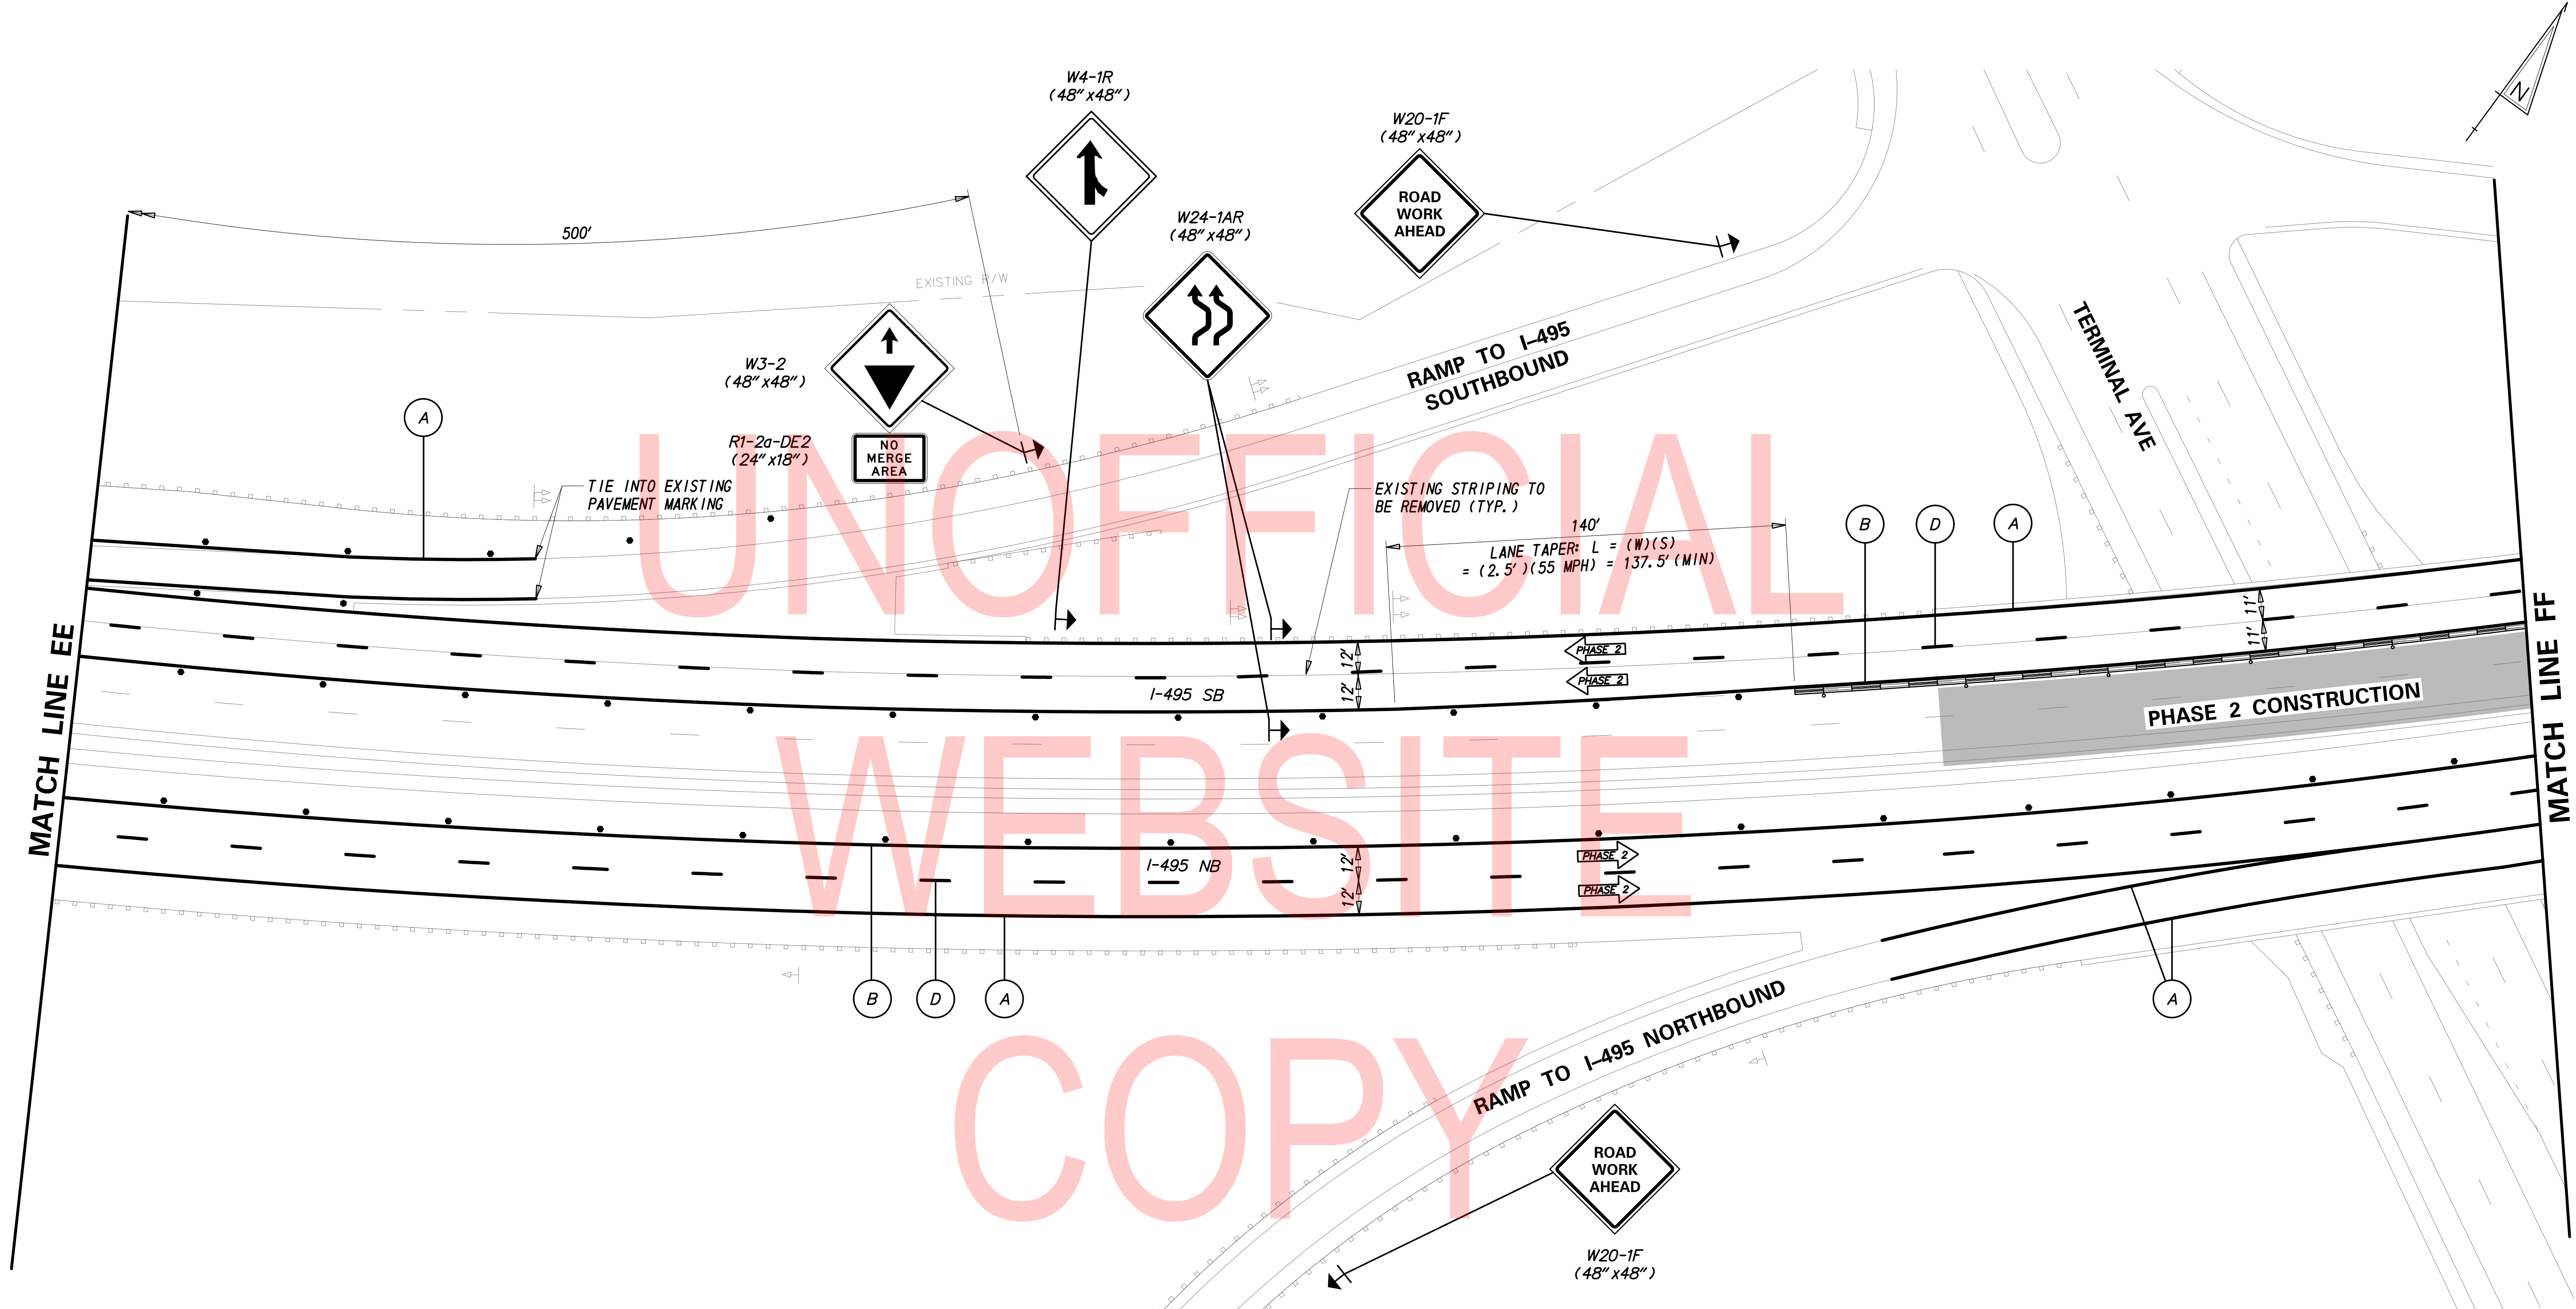 N
W4-1R
(48"x48")
W20-1F
(48"x48")
ROAD
WORK
AHEAD
W24-1AR
(48"x48")
500'
EXISTING R/W
W3-2
(48"x48")
R1-2a-DE2
(24"x18")
NO
MERGE
AREA
RAMP TO I-495
SOUTHBOUND
TERMINAL AVE
A
TIE INTO EXISTING
PAVEMENT MARKING
EXISTING STRIPING TO
BE REMOVED (TYP.)
140'
LANE TAPER: L = (W)(S)
= (2.5')(55 MPH) = 137.5'(MIN)
B
D
A
UNOFFICIAL
WEBSITE
COPY
11'
11'
MATCH LINE EE
MATCH LINE FF
12'
12'
PHASE 2
PHASE 2
I-495 SB
PHASE 2 CONSTRUCTION
I-495 NB
12'
12'
PHASE 2
PHASE 2
B
D
A
A
RAMP TO I-495 NORTHBOUND
ROAD
WORK
AHEAD
W20-1F
(48"x48")